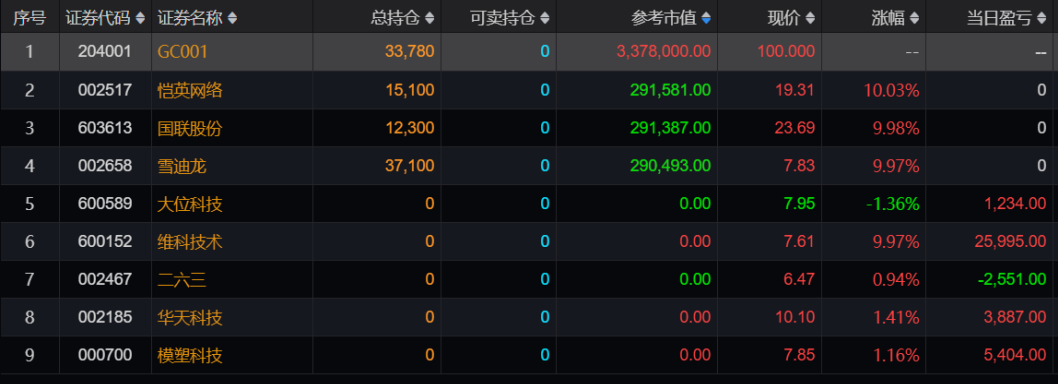 序号 证券代码 证券名称 总持仓 可卖持仓 参考市值 现价 涨幅 当日盈亏
1 204001 GC001 33,780 0 3,378,000.00 100.000 -- --
2 002517 恺英网络 15,100 0 291,581.00 19.31 10.03% 0
3 603613 国联股份 12,300 0 291,387.00 23.69 9.98% 0
4 002658 雪迪龙 37,100 0 290,493.00 7.83 9.97% 0
5 600589 大位科技 0 0 0.00 7.95 -1.36% 1,234.00
6 600152 维科技术 0 0 0.00 7.61 9.97% 25,995.00
7 002467 二六三 0 0 0.00 6.47 0.94% -2,551.00
8 002185 华天科技 0 0 0.00 10.10 1.41% 3,887.00
9 000700 模塑科技 0 0 0.00 7.85 1.16% 5,404.00